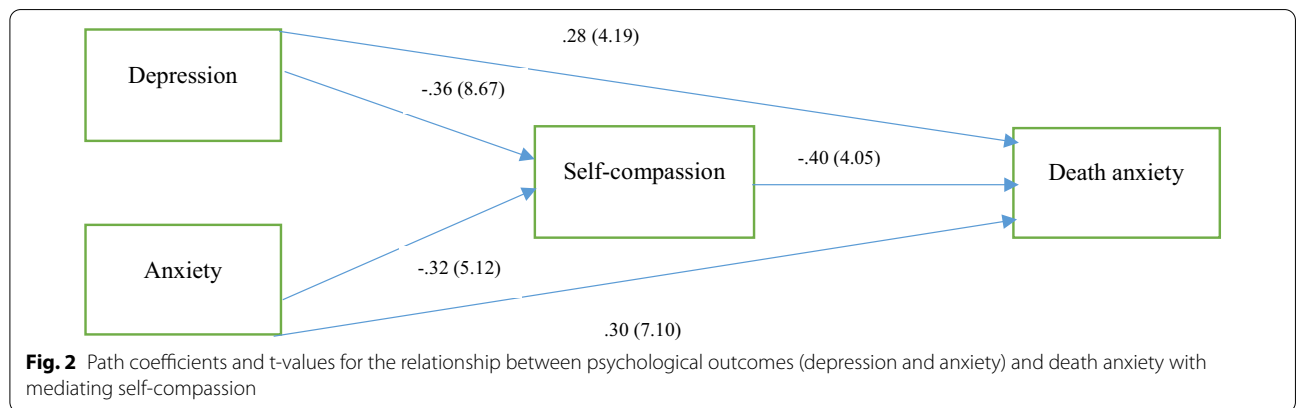 .28 (4.19)
Depression
-.36 (8.67)
Self-compassion
-.40 (4.05)
Death anxiety
Anxiety
-.32 (5.12)
.30 (7.10)
Fig. 2 Path coefficients and t-values for the relationship between psychological outcomes (depression and anxiety) and death anxiety with
mediating self-compassion